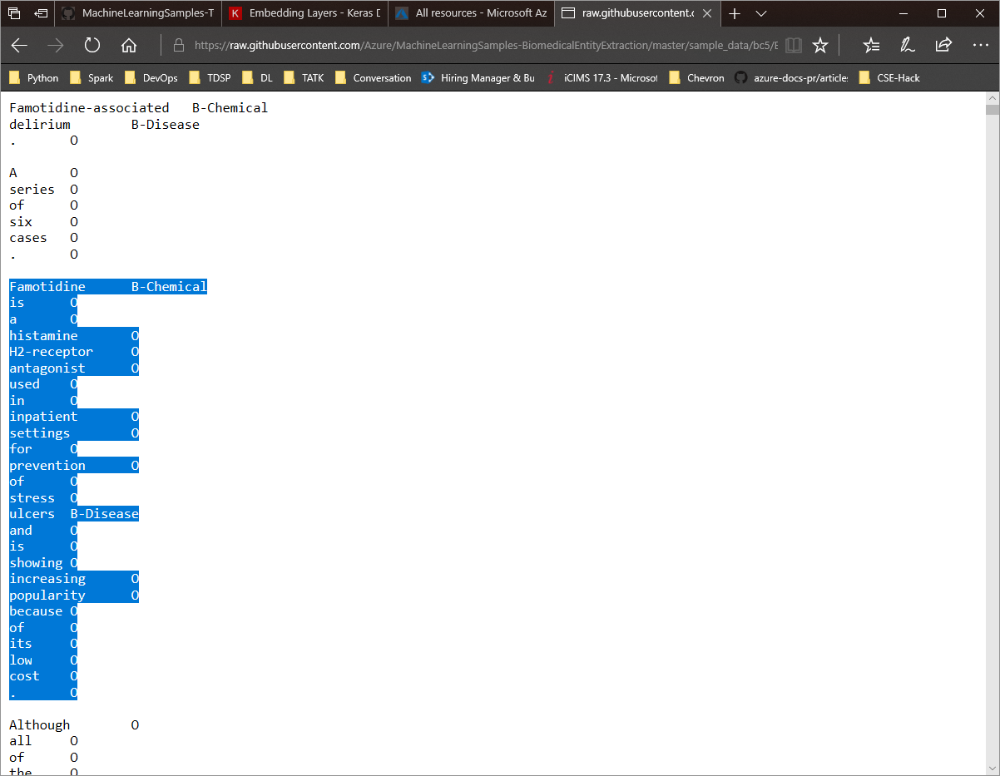 MachineLearningSamples-T
Embedding Layers - Keras D
All resources - Microsoft Az
raw.githubusercontent.c
https://raw.githubusercontent.com/Azure/MachineLearningSamples-BiomedicalEntityExtraction/master/sample_data/bc5/B
Python Spark DevOps TDSP DL TATK Conversation Hiring Manager & Bu iCIMS 17.3 - Microsof Chevron azure-docs-pr/articles CSE-Hack
Famotidine-associated B-Chemical
delirium B-Disease
. O
A O
series O
of O
six O
cases O
. O
Famotidine B-Chemical
is O
a O
histamine O
H2-receptor O
antagonist O
used O
in O
inpatient O
settings O
for O
prevention O
of O
stress O
ulcers B-Disease
and O
is O
showing O
increasing O
popularity O
because O
of O
its O
low O
cost O
. O
Although O
all O
of O
the O